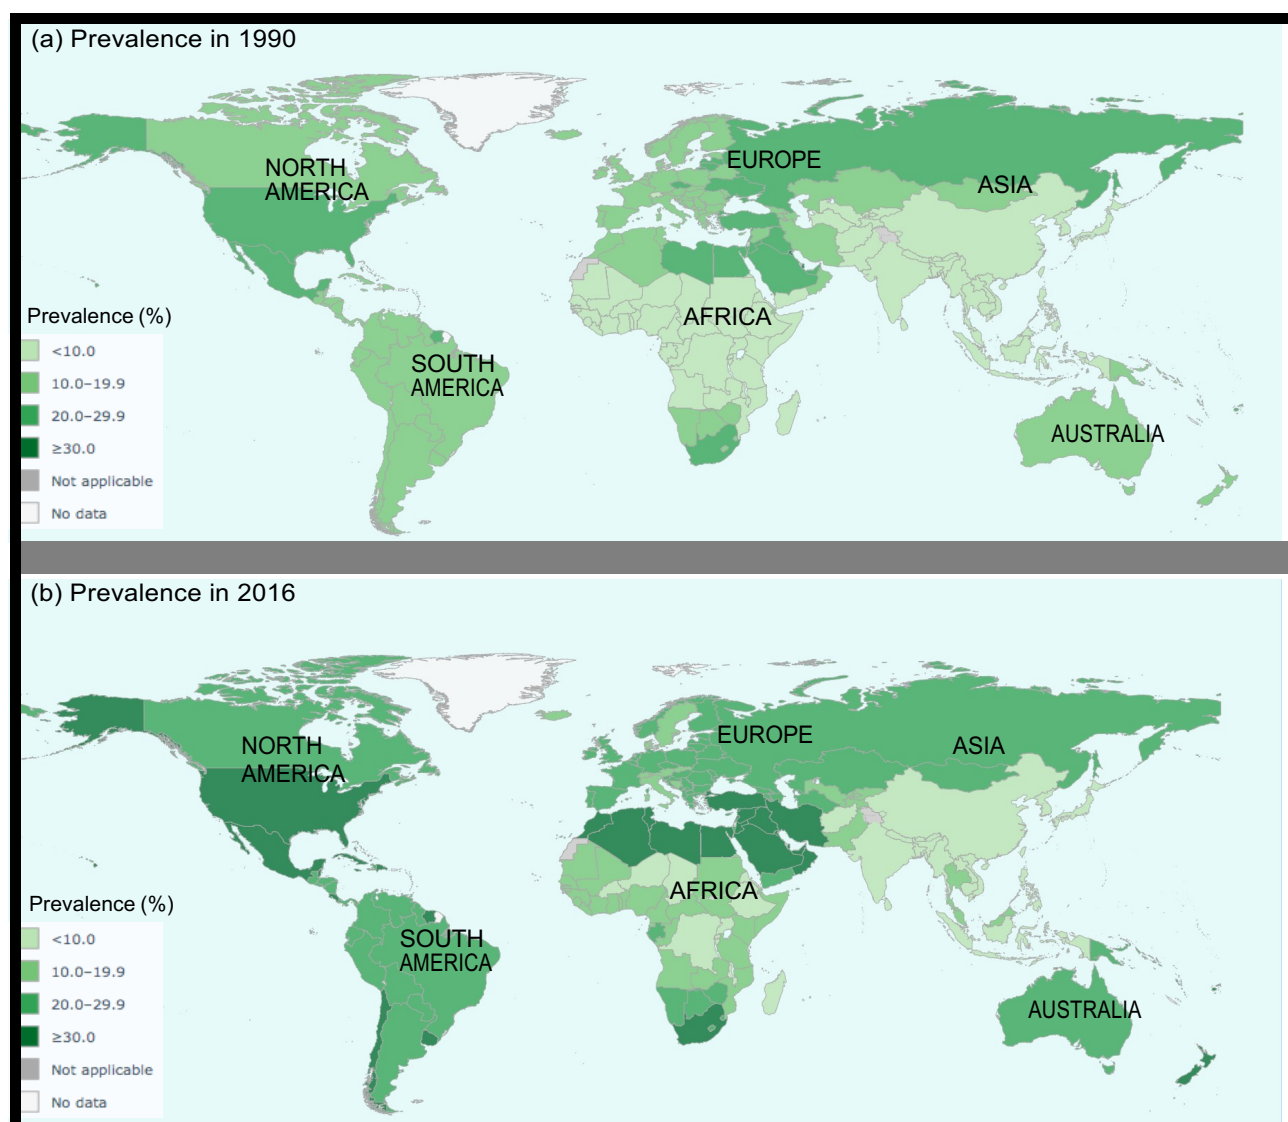 (a) Prevalence in 1990
NORTH
AMERICA
EUROPE
ASIA
AFRICA
SOUTH
AMERICA
AUSTRALIA
Prevalence (%)
<10.0
10.0–19.9
20.0–29.9
≥30.0
Not applicable
No data
(b) Prevalence in 2016
NORTH
AMERICA
EUROPE
ASIA
AFRICA
SOUTH
AMERICA
AUSTRALIA
Prevalence (%)
<10.0
10.0–19.9
20.0–29.9
≥30.0
Not applicable
No data